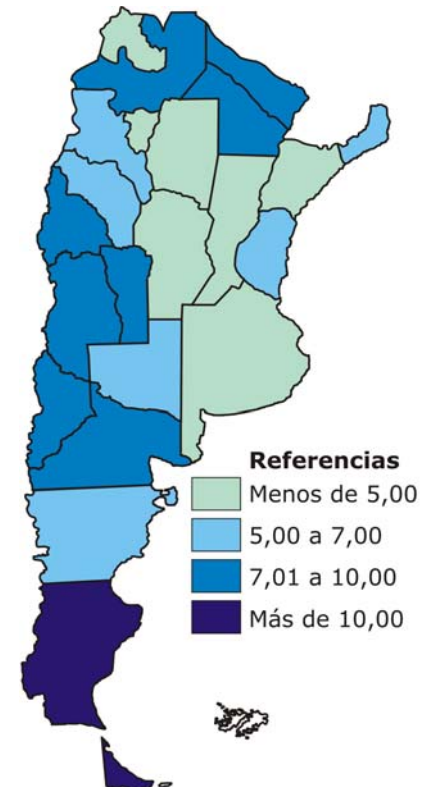 Referencias
Menos de 5,00
5,00 a 7,00
7,01 a 10,00
Más de 10,00